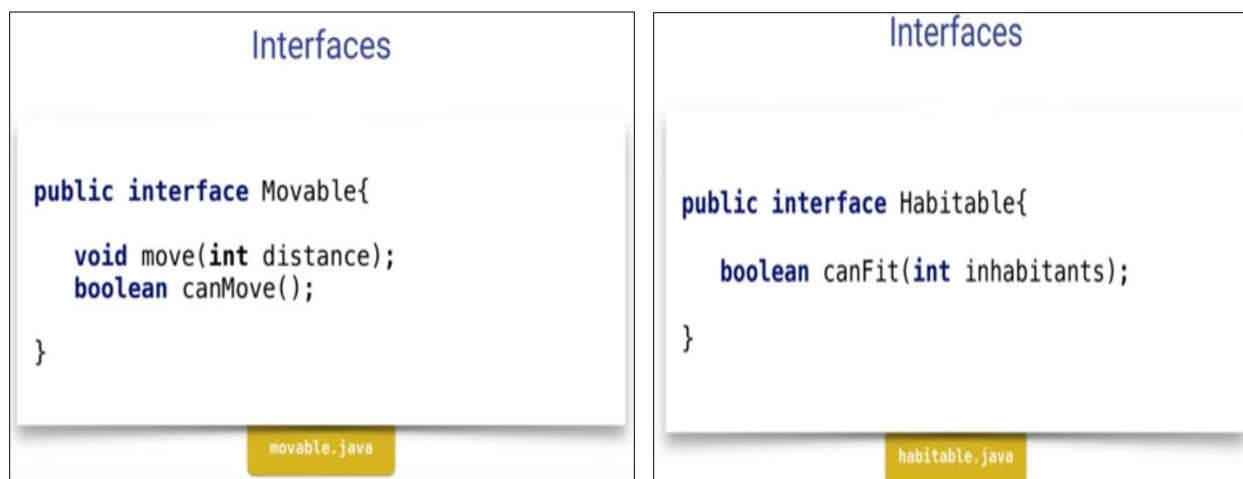 Interfaces
public interface Movable{
void move(int distance);
boolean canMove();
}
movable.java
Interfaces
public interface Habitable{
boolean canFit(int inhabitants);
}
habitable.java